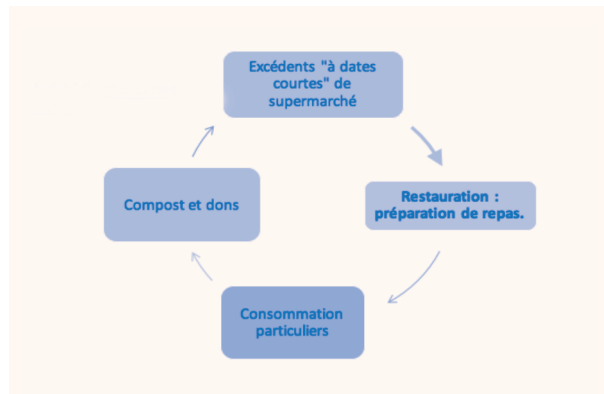 Excédents "à dates
courtes" de
supermarché
Restauration :
préparation de repas.
Consommation
particuliers
Compost et dons